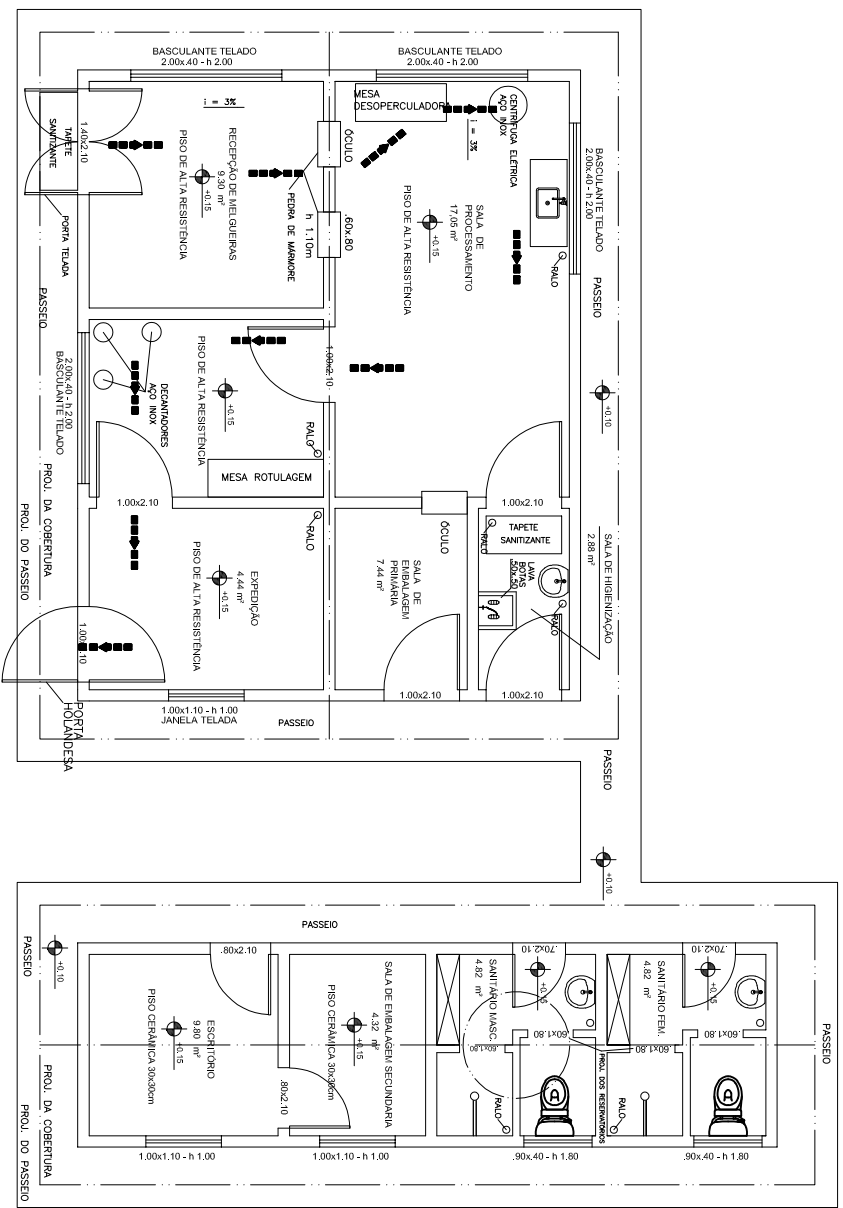 BASCULANTE TELADO
2.00x.40 - h 2.00
BASCULANTE TELADO
2.00x.40 - h 2.00
MESA
DESOPERCULADORA
CENTRÍFUGA ELÉTRICA
AÇO INOX
i = 3%
i = 3%
TAPETE
SANITIZANTE
1.40x2.10
PORTA TELADA
RECEPÇÃO DE MELGUEIRAS
9.30 m²
+0.15
PISO DE ALTA RESISTÊNCIA
PEDRA DE MÁRMORE
h 1.10m
ÓCULO
.60x.80
SALA DE
PROCESSAMENTO
17,05 m²
+0.15
PISO DE ALTA RESISTÊNCIA
RALO
BASCULANTE TELADO
2.00x.40 - h 2.00
PASSEIO
PASSEIO
+0.10
2.00x.40 - h 2.00
BASCULANTE TELADO
DECANTADORES
AÇO INOX
PISO DE ALTA RESISTÊNCIA
+0.15
1.00x2.10
RALO
MESA ROTULAGEM
1.00x2.10
1.00x2.10
PROJ. DA COBERTURA
PROJ. DO PASSEIO
RALO
EXPEDIÇÃO
4.44 m²
+0.15
PISO DE ALTA RESISTÊNCIA
ÓCULO
SALA DE
EMBALAGEM
PRIMÁRIA
7.44 m²
TAPETE
SANITIZANTE
RALO
LAVA
BOTAS
.50x.50
RALO
SALA DE HIGIENIZAÇÃO
2.88 m²
1.00x2.10
1.00x2.10
1.00x2.10
1.00x1.10 - h 1.00
JANELA TELADA
PASSEIO
PORTA
HOLANDESA
PASSEIO
+0.10
PASSEIO
PASSEIO
+0.10
.80x2.10
.70x2.10
.70x2.10
ESCRITÓRIO
9.80 m²
+0.15
PISO CERÂMICA 30x30cm
SALA DE EMBALAGEM SECUNDARIA
4.32 m²
+0.15
PISO CERÂMICA 30x30cm
SANITÁRIO MASC.
4.82 m²
+0.15
SANITÁRIO FEM.
4.82 m²
+0.15
.60x1.80
.60x1.80
.60x1.80
.60x1.80
PROJ. DOS RESERVATÓRIOS
RALO
RALO
.80x2.10
PASSEIO
PROJ. DA COBERTURA
PROJ. DO PASSEIO
1.00x1.10 - h 1.00
1.00x1.10 - h 1.00
.90x.40 - h 1.80
.90x.40 - h 1.80